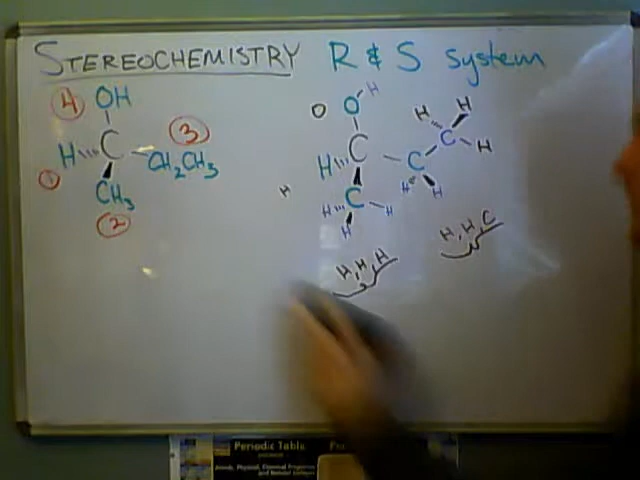 STEREOCHEMISTRY R & S system
4 OH
H C CH2CH3 3
1 CH3
2
O O H
H C C C H H H
H C H H H
H H H
H, H, H
H, H, C
Periodic Table